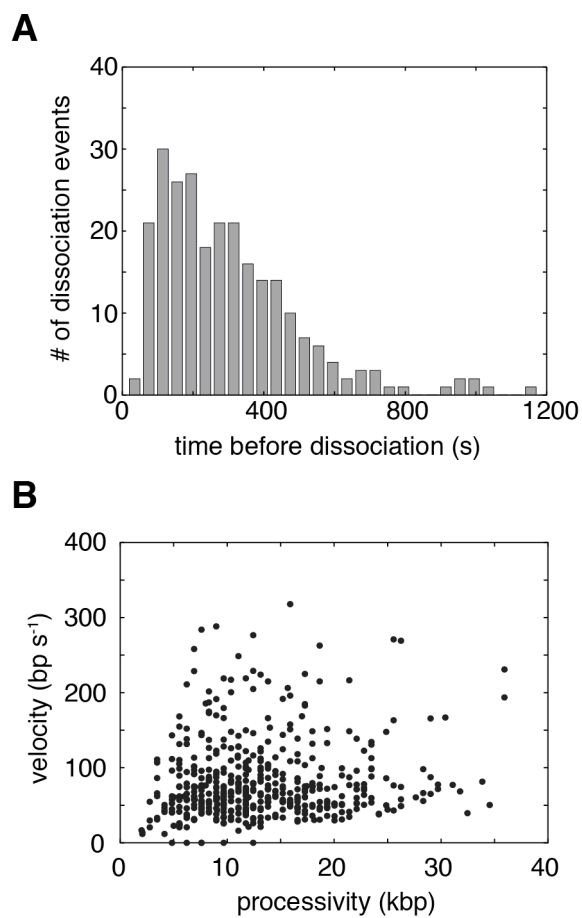 A
40
30
20
10
0
# of dissociation events
0 400 800 1200
time before dissociation (s)
B
400
300
200
100
0
velocity (bp s⁻¹)
0 10 20 30 40
processivity (kbp)